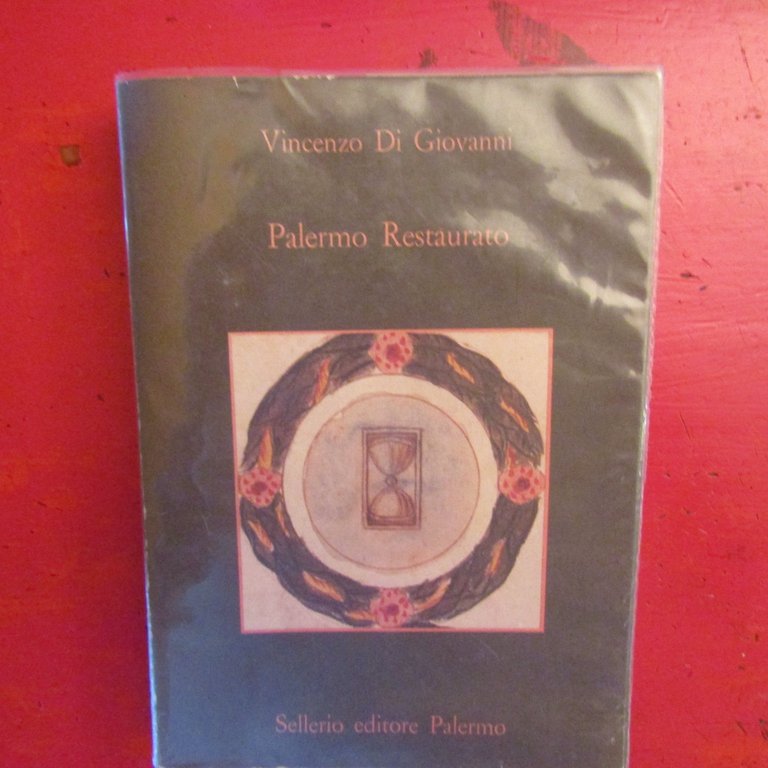 Vincenzo Di Giovanni
Palermo Restaurato
Sellerio editore Palermo